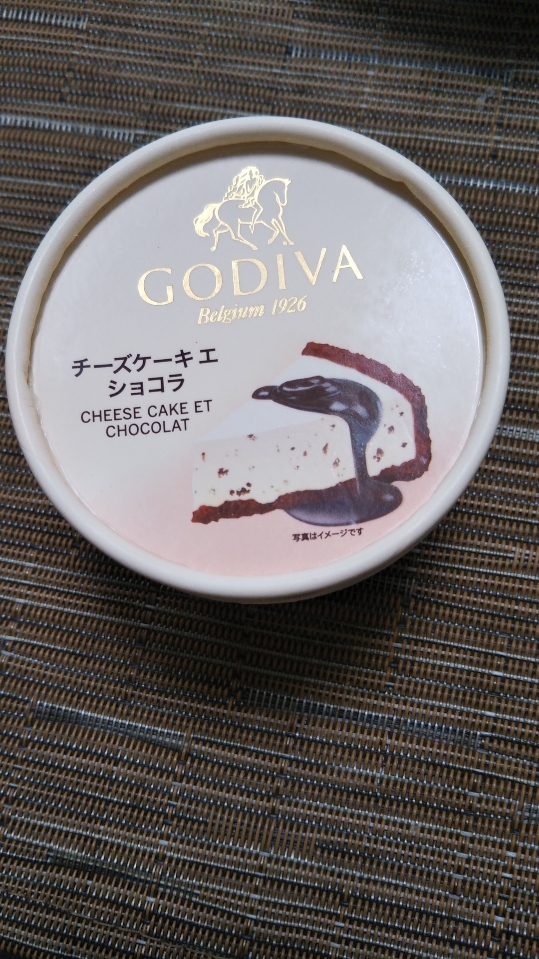 GODIVA
Belgium 1926
チーズケーキ エ
ショコラ
CHEESE CAKE ET
CHOCOLAT
写真はイメージです